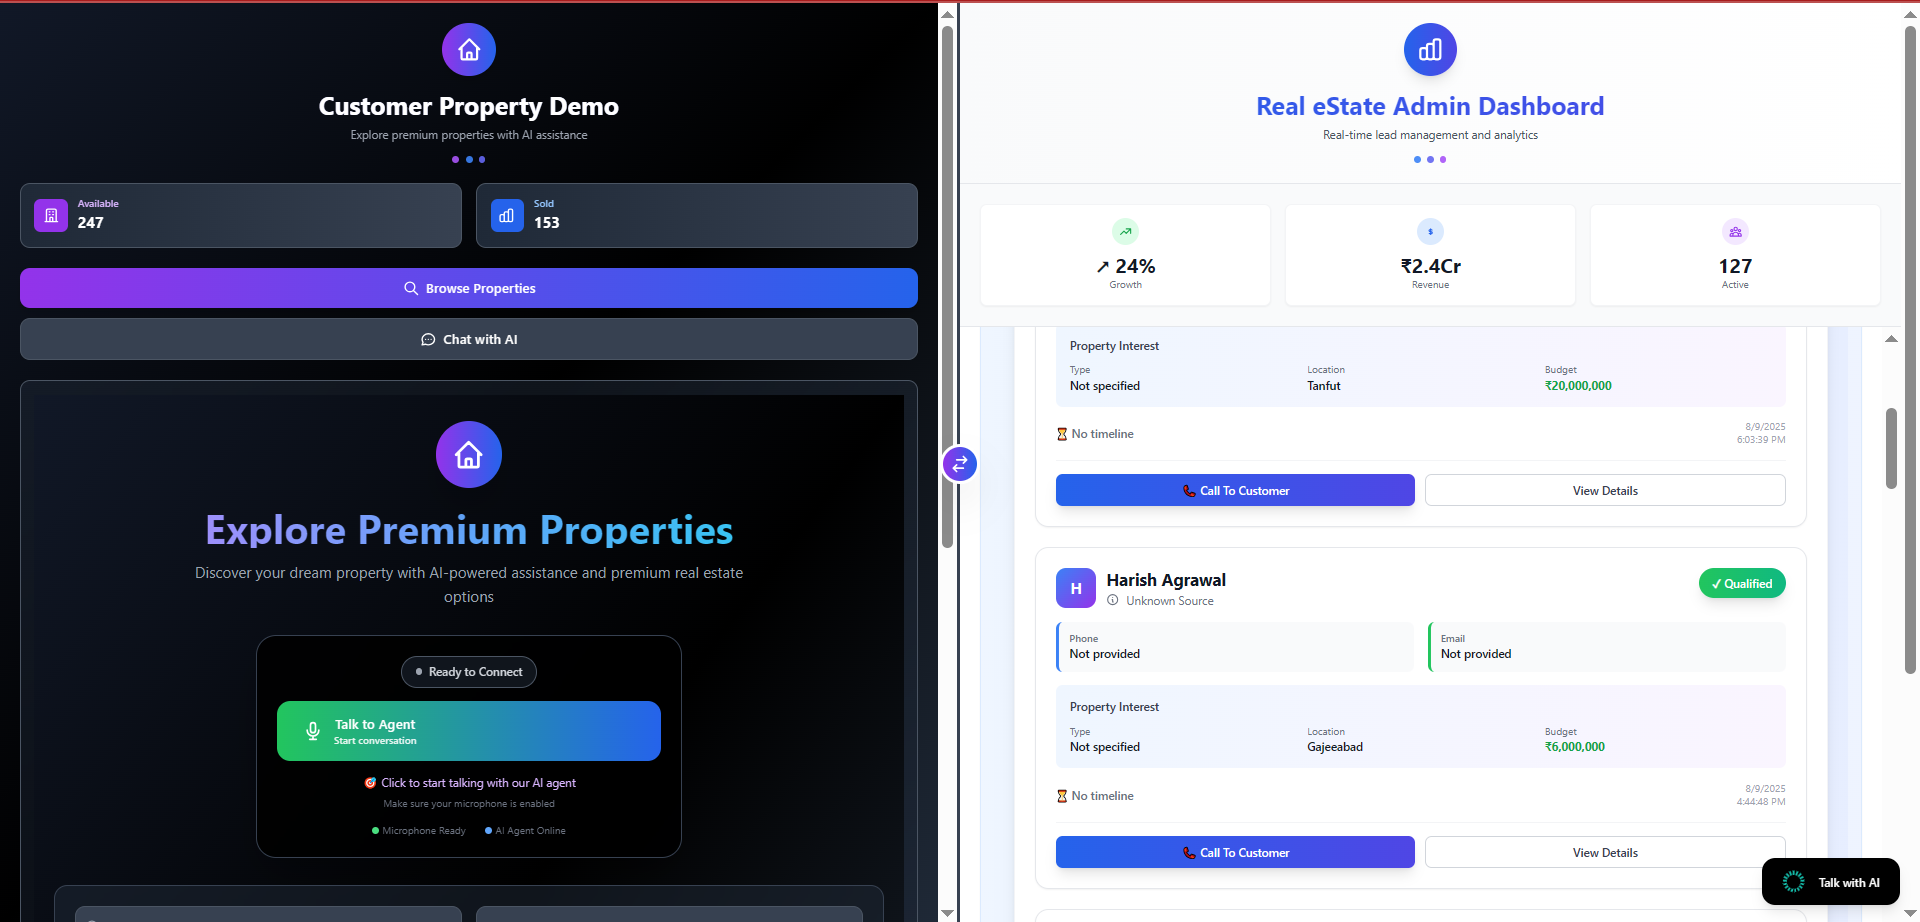 Customer Property Demo
Explore premium properties with AI assistance
Available
247
Sold
153
Browse Properties
Chat with AI
Explore Premium Properties
Discover your dream property with AI-powered assistance and premium real estate
options
Ready to Connect
Talk to Agent
Start conversation
Click to start talking with our AI agent
Make sure your microphone is enabled
Microphone Ready
AI Agent Online
Real eState Admin Dashboard
Real-time lead management and analytics
↗ 24%
Growth
$
₹2.4Cr
Revenue
127
Active
Property Interest
Type
Location
Budget
Not specified
Tanfut
₹20,000,000
No timeline
8/9/2025
6:03:39 PM
Call To Customer
View Details
H
Harish Agrawal
Unknown Source
✓ Qualified
Phone
Not provided
Email
Not provided
Property Interest
Type
Location
Budget
Not specified
Gajeeabad
₹6,000,000
No timeline
8/9/2025
4:44:48 PM
Call To Customer
View Details
Talk with AI